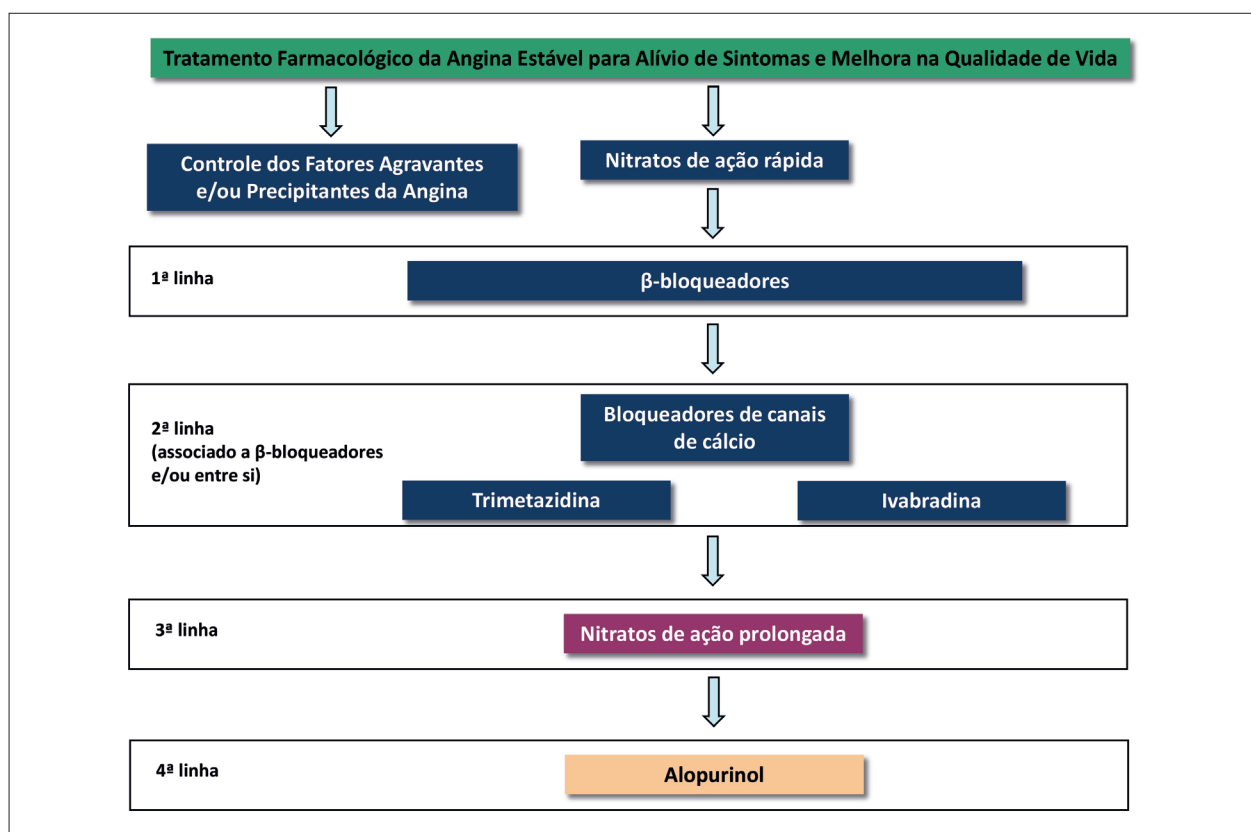 Tratamento Farmacológico da Angina Estável para Alívio de Sintomas e Melhora na Qualidade de Vida
Controle dos Fatores Agravantes
e/ou Precipitantes da Angina
Nitratos de ação rápida
1ª linha
β-bloqueadores
2ª linha
(associado a β-bloqueadores
e/ou entre si)
Bloqueadores de canais
de cálcio
Trimetazidina
Ivabradina
3ª linha
Nitratos de ação prolongada
4ª linha
Alopurinol